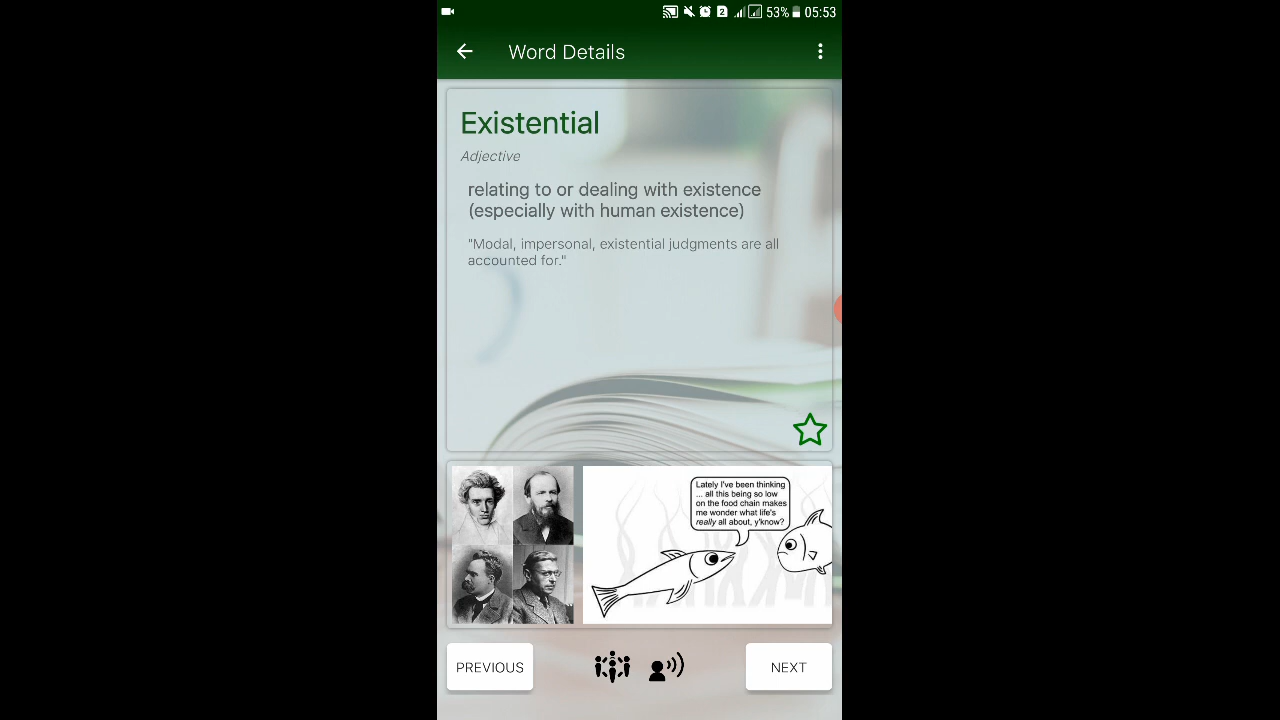 2 53% 05:53
Word Details
Existential
Adjective
relating to or dealing with existence
(especially with human existence)
"Modal, impersonal, existential judgments are all
accounted for."
Lately I've been thinking
... all this being so low
on the food chain makes
me wonder what life's
really all about, y'know?
PREVIOUS
NEXT